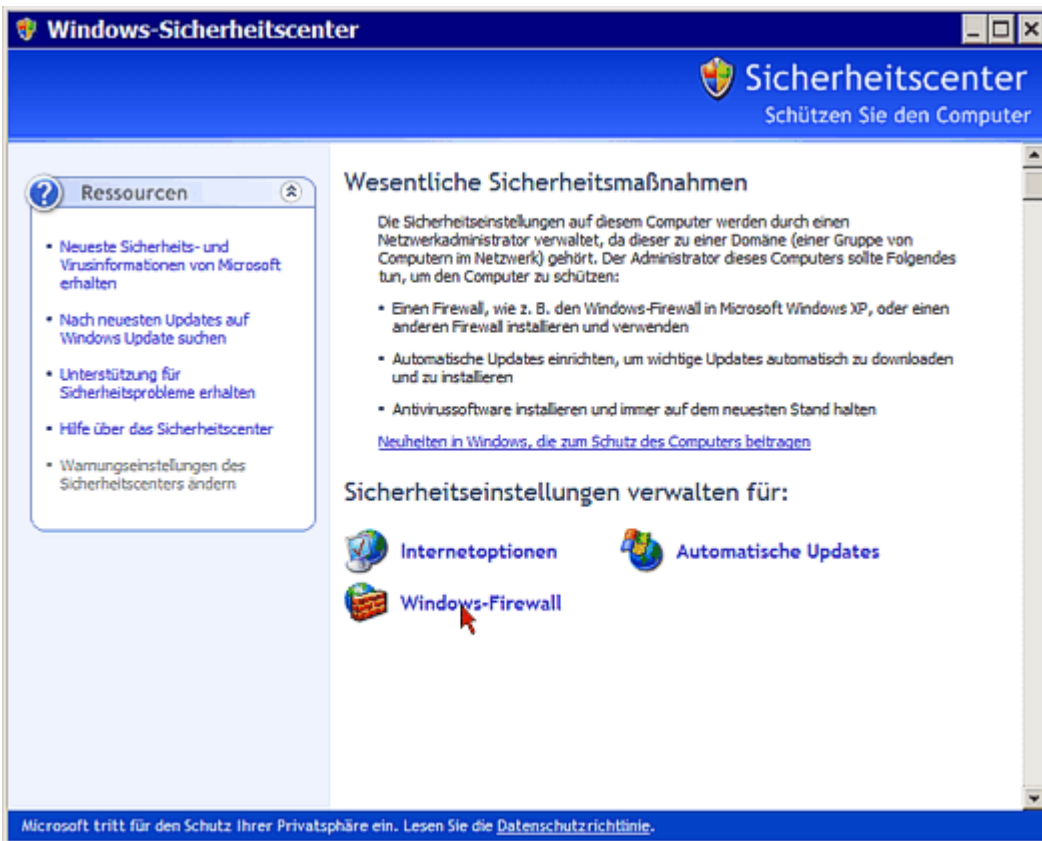 Windows-Sicherheitscenter
Sicherheitscenter
Schützen Sie den Computer
Ressourcen
• Neueste Sicherheits- und
Virusinformationen von Microsoft
erhalten
• Nach neuesten Updates auf
Windows Update suchen
• Unterstützung für
Sicherheitsprobleme erhalten
• Hilfe über das Sicherheitscenter
• Warnungseinstellungen des
Sicherheitscenters ändern
Wesentliche Sicherheitsmaßnahmen
Die Sicherheitseinstellungen auf diesem Computer werden durch einen
Netzwerkadministrator verwaltet, da dieser zu einer Domäne (einer Gruppe von
Computern im Netzwerk) gehört. Der Administrator dieses Computers sollte Folgendes
tun, um den Computer zu schützen:
• Einen Firewall, wie z. B. den Windows-Firewall in Microsoft Windows XP, oder einen
anderen Firewall installieren und verwenden
• Automatische Updates einrichten, um wichtige Updates automatisch zu downloaden
und zu installieren
• Antivirussoftware installieren und immer auf dem neuesten Stand halten
Neuheiten in Windows, die zum Schutz des Computers beitragen
Sicherheitseinstellungen verwalten für:
Internetoptionen
Automatische Updates
Windows-Firewall
Microsoft tritt für den Schutz Ihrer Privatsphäre ein. Lesen Sie die Datenschutzrichtlinie.